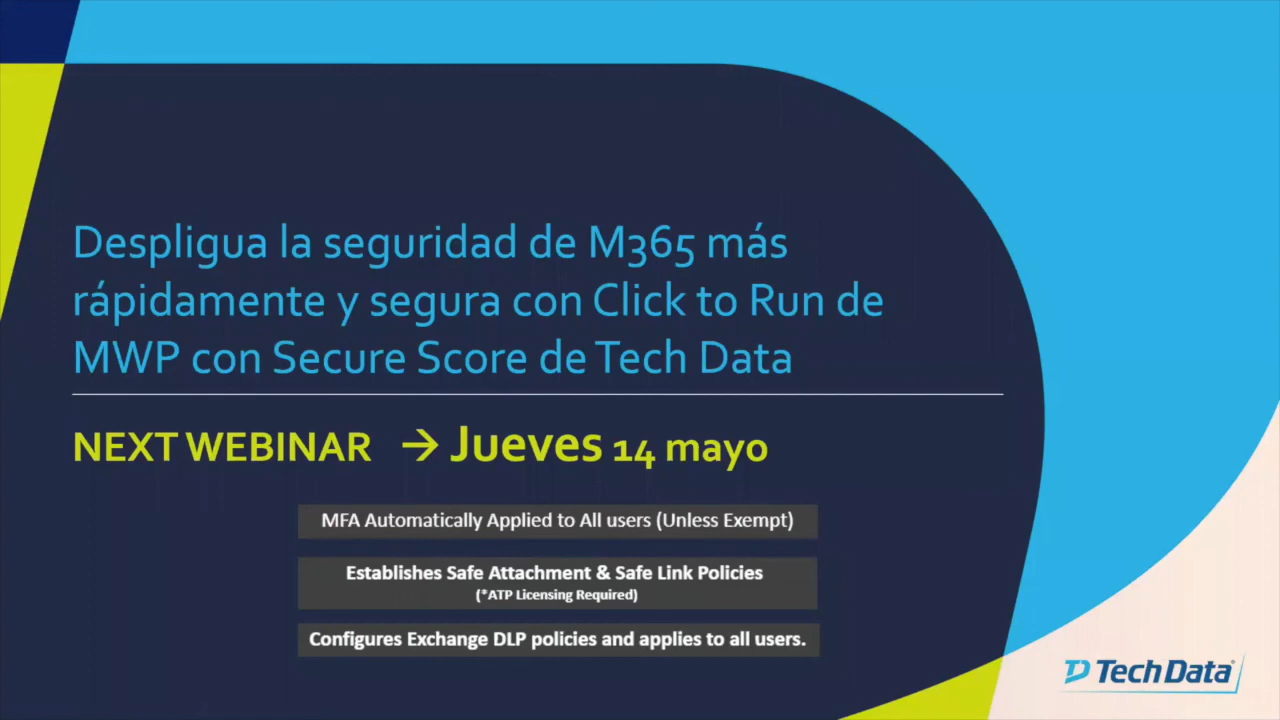 Despligua la seguridad de M365 más
rápidamente y segura con Click to Run de
MWP con Secure Score de Tech Data
NEXT WEBINAR → Jueves 14 mayo
MFA Automatically Applied to All users (Unless Exempt)
Establishes Safe Attachment & Safe Link Policies
(*ATP Licensing Required)
Configures Exchange DLP policies and applies to all users.
TD Tech Data